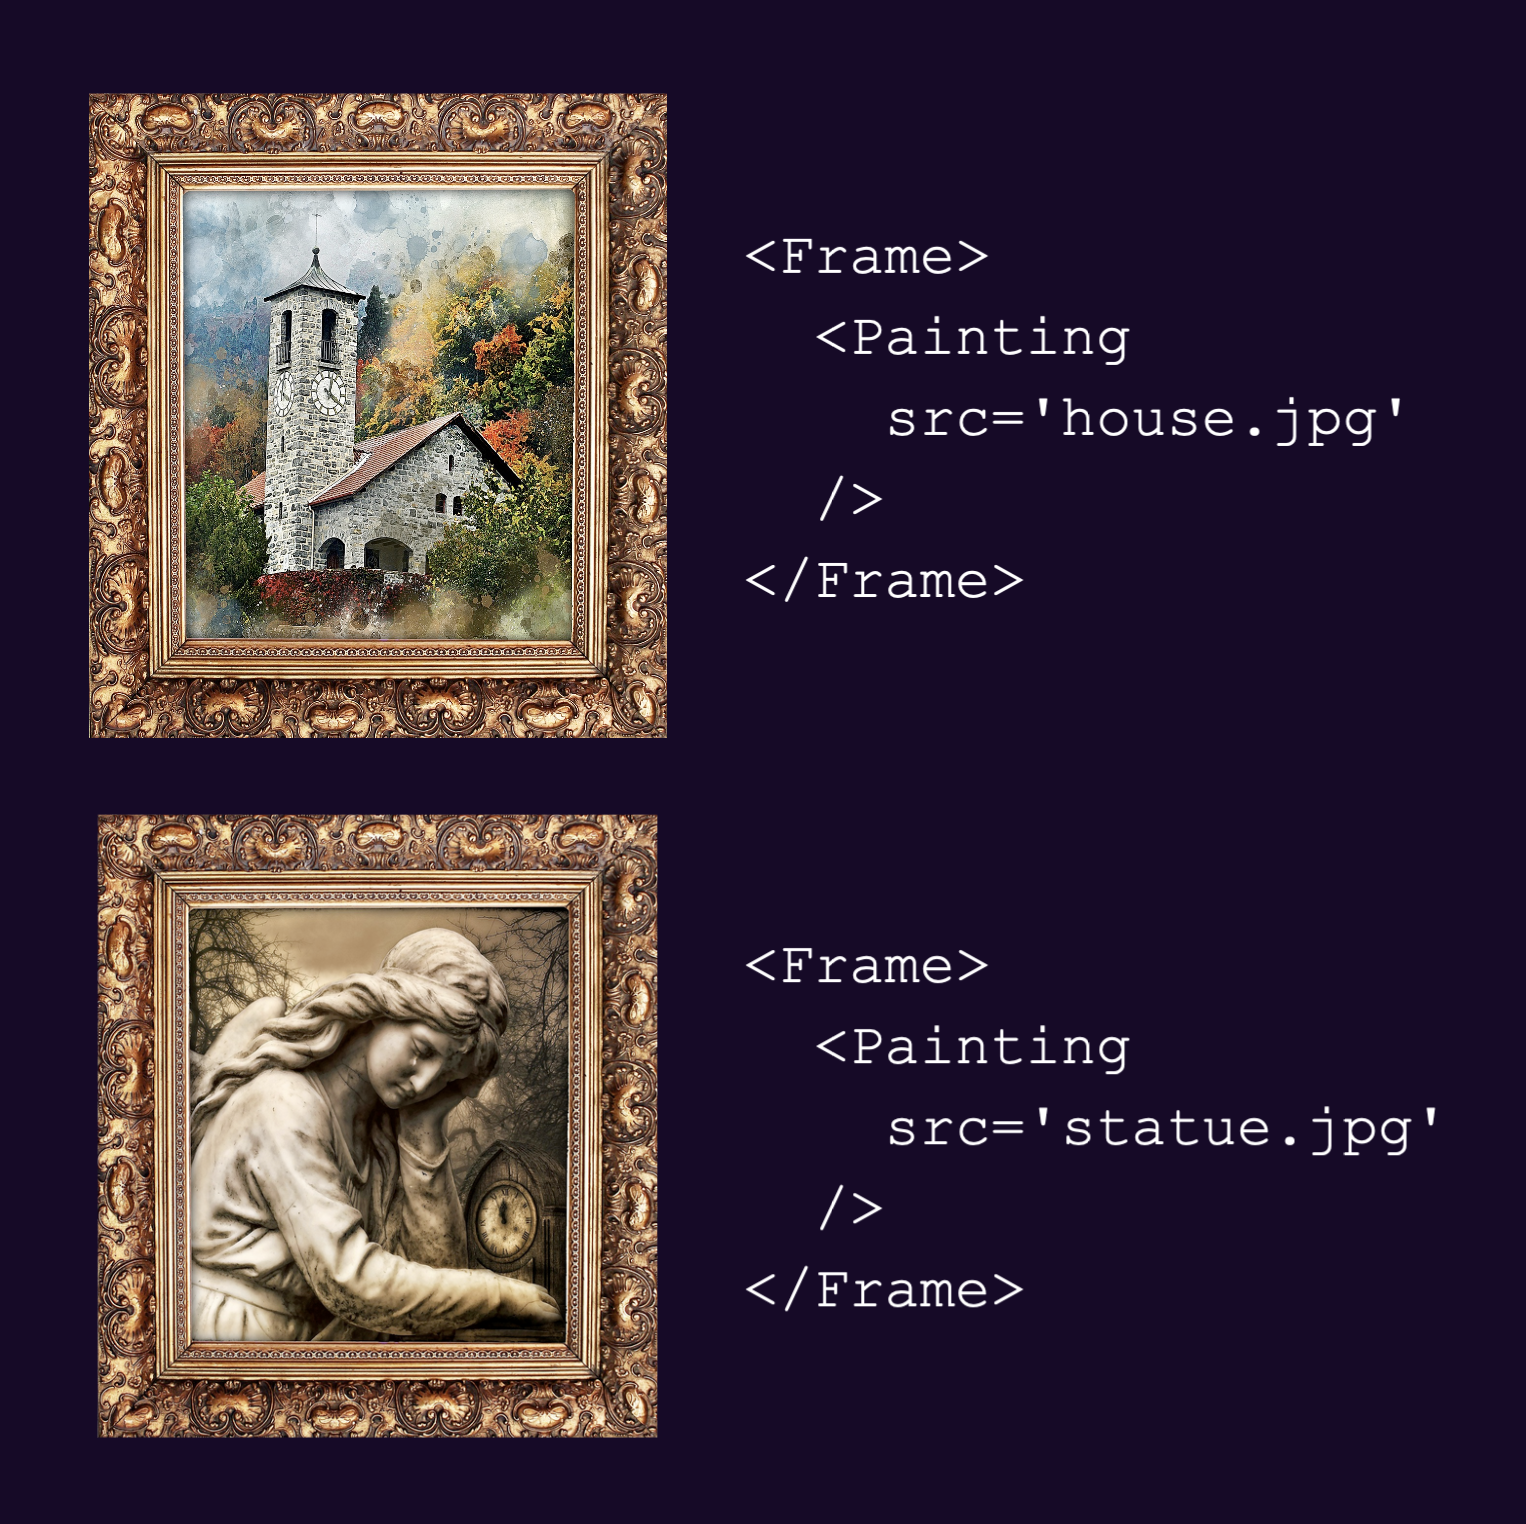 <Frame>
<Painting
src='house.jpg'
/>
</Frame>
<Frame>
<Painting
src='statue.jpg'
/>
</Frame>